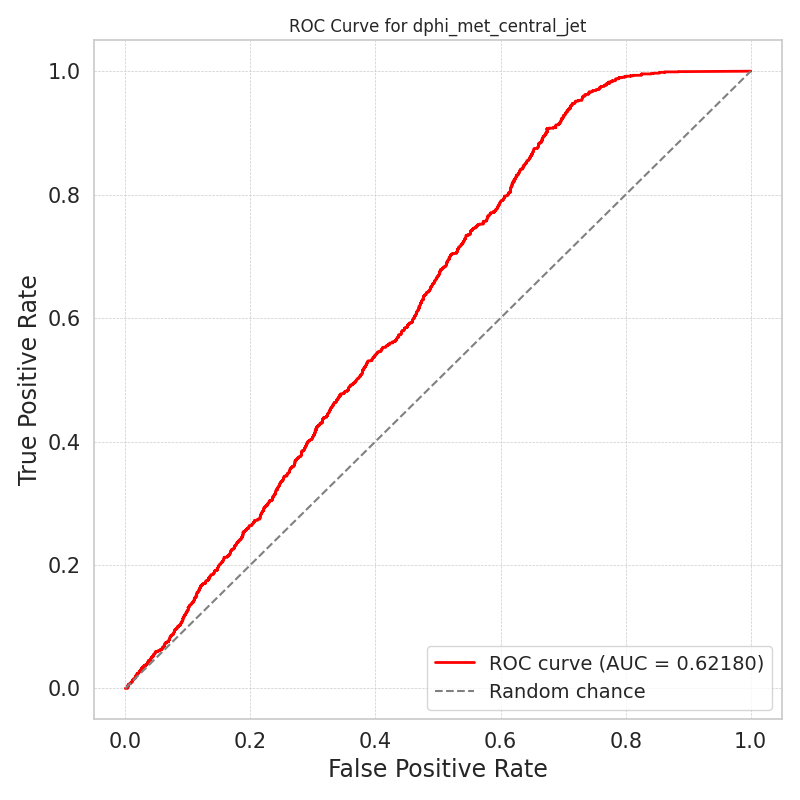 ROC Curve for dphi_met_central_jet
True Positive Rate
1.0
0.8
0.6
0.4
0.2
0.0
ROC curve (AUC = 0.62180)
Random chance
0.0 0.2 0.4 0.6 0.8 1.0
False Positive Rate